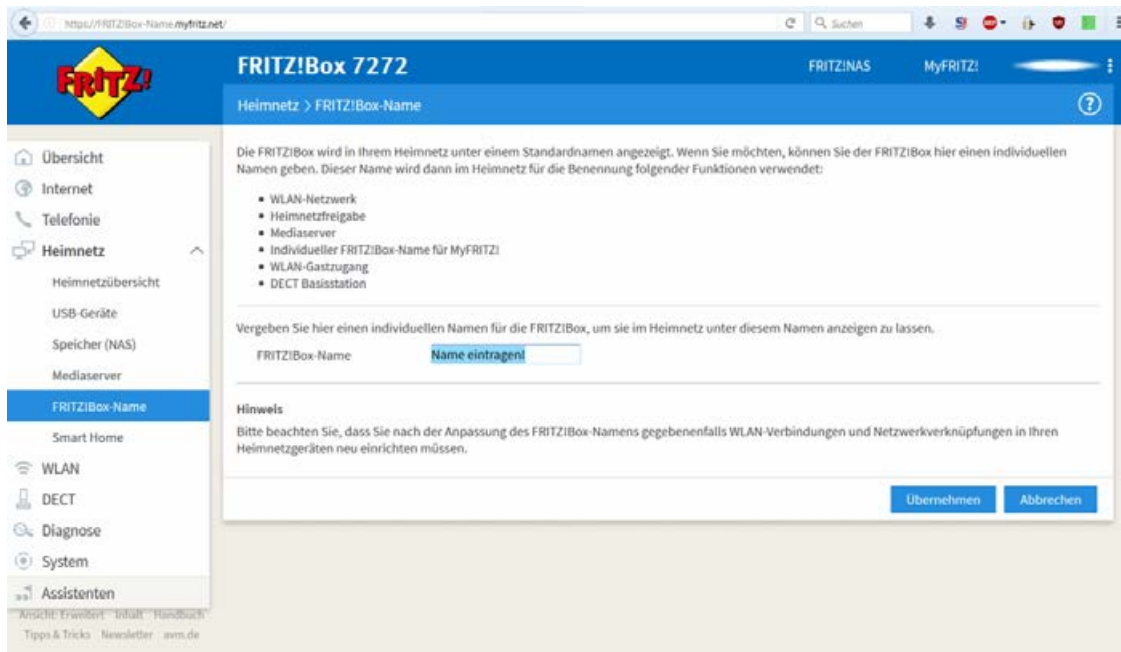 https://FRITZ!Box-Name.myfritz.net/
Suchen
FRITZ!
FRITZ!Box 7272
FRITZ!NAS
MyFRITZ!
Heimnetz > FRITZ!Box-Name
?
Übersicht
Internet
Telefonie
Heimnetz
Heimnetzübersicht
USB-Geräte
Speicher (NAS)
Mediaserver
FRITZ!Box-Name
Smart Home
WLAN
DECT
Diagnose
System
Assistenten
Ansicht: Erweitert Inhalt Handbuch
Tipps & Tricks Newsletter avm.de
Die FRITZ!Box wird in Ihrem Heimnetz unter einem Standardnamen angezeigt. Wenn Sie möchten, können Sie der FRITZ!Box hier einen individuellen
Namen geben. Dieser Name wird dann im Heimnetz für die Benennung folgender Funktionen verwendet:
• WLAN-Netzwerk
• Heimnetzfreigabe
• Mediaserver
• Individueller FRITZ!Box-Name für MyFRITZ!
• WLAN-Gastzugang
• DECT Basisstation
Vergeben Sie hier einen individuellen Namen für die FRITZ!Box, um sie im Heimnetz unter diesem Namen anzeigen zu lassen.
FRITZ!Box-Name
Name eintragen!
Hinweis
Bitte beachten Sie, dass Sie nach der Anpassung des FRITZ!Box-Namens gegebenenfalls WLAN-Verbindungen und Netzwerkverknüpfungen in Ihren
Heimnetzgeräten neu einrichten müssen.
Übernehmen
Abbrechen